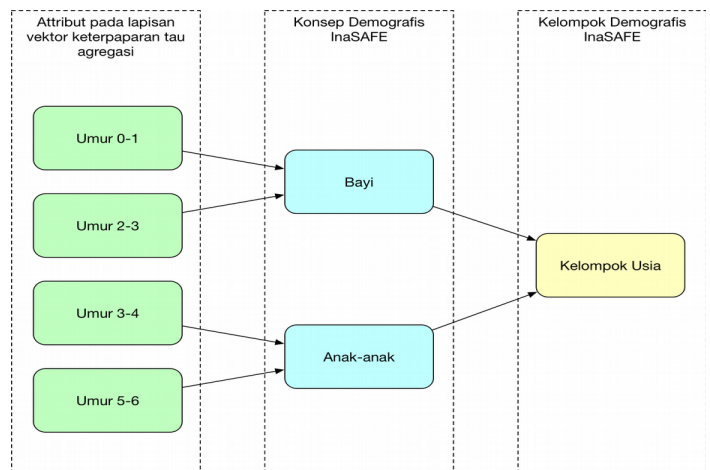 Attribut pada lapisan
vektor keterpaparan tau
agregasi
Konsep Demografis
InaSAFE
Kelompok Demografis
InaSAFE
Umur 0-1
Umur 2-3
Umur 3-4
Umur 5-6
Bayi
Anak-anak
Kelompok Usia